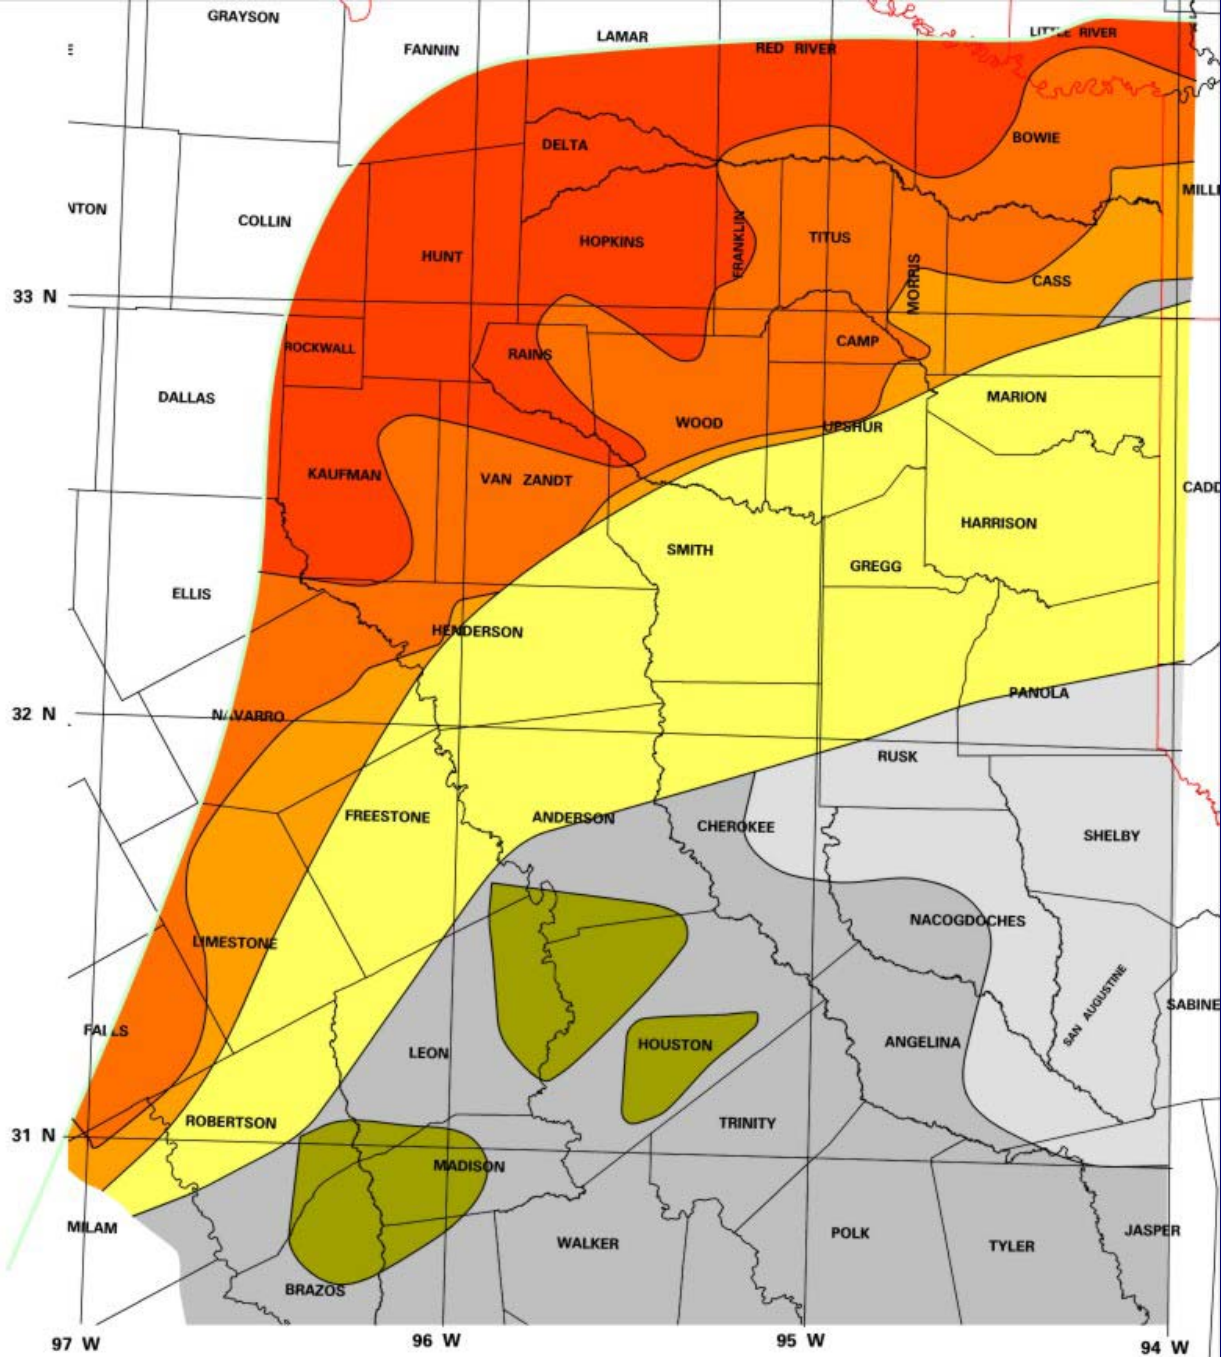 GRAYSON
LAMAR
LITTLE RIVER
FANNIN
RED RIVER
BOWIE
DELTA
MILLE
NTON
COLLIN
FRANKLIN
TITUS
HOPKINS
HUNT
MORRIS
CASS
33 N
ROCKWALL
RAINS
CAMP
DALLAS
MARION
WOOD
UPSHUR
KAUFMAN
VAN ZANDT
CADD
HARRISON
SMITH
GREGG
ELLIS
HENDERSON
PANOLA
32 N
NAVARRO
RUSK
FREESTONE
ANDERSON
CHEROKEE
SHELBY
NACOGDOCHES
LIMESTONE
SAN AUGUSTINE
SABINE
FALLS
LEON
HOUSTON
ANGELINA
ROBERTSON
TRINITY
31 N
MADISON
MILAM
WALKER
POLK
TYLER
JASPER
BRAZOS
97 W
96 W
95 W
94 W